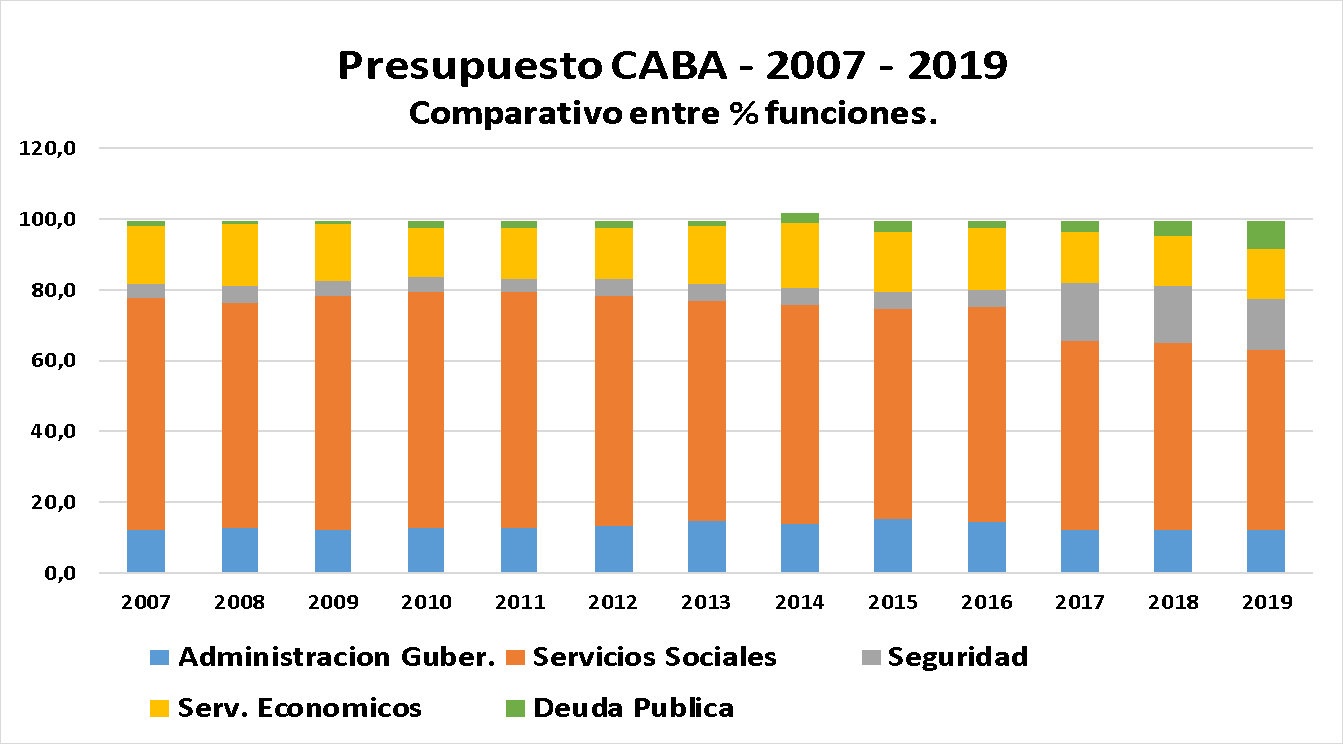 Presupuesto CABA - 2007 - 2019
Comparativo entre % funciones.
120,0
100,0
80,0
60,0
40,0
20,0
0,0
2007 2008 2009 2010 2011 2012 2013 2014 2015 2016 2017 2018 2019
Administracion Guber. Servicios Sociales Seguridad
Serv. Economicos Deuda Publica